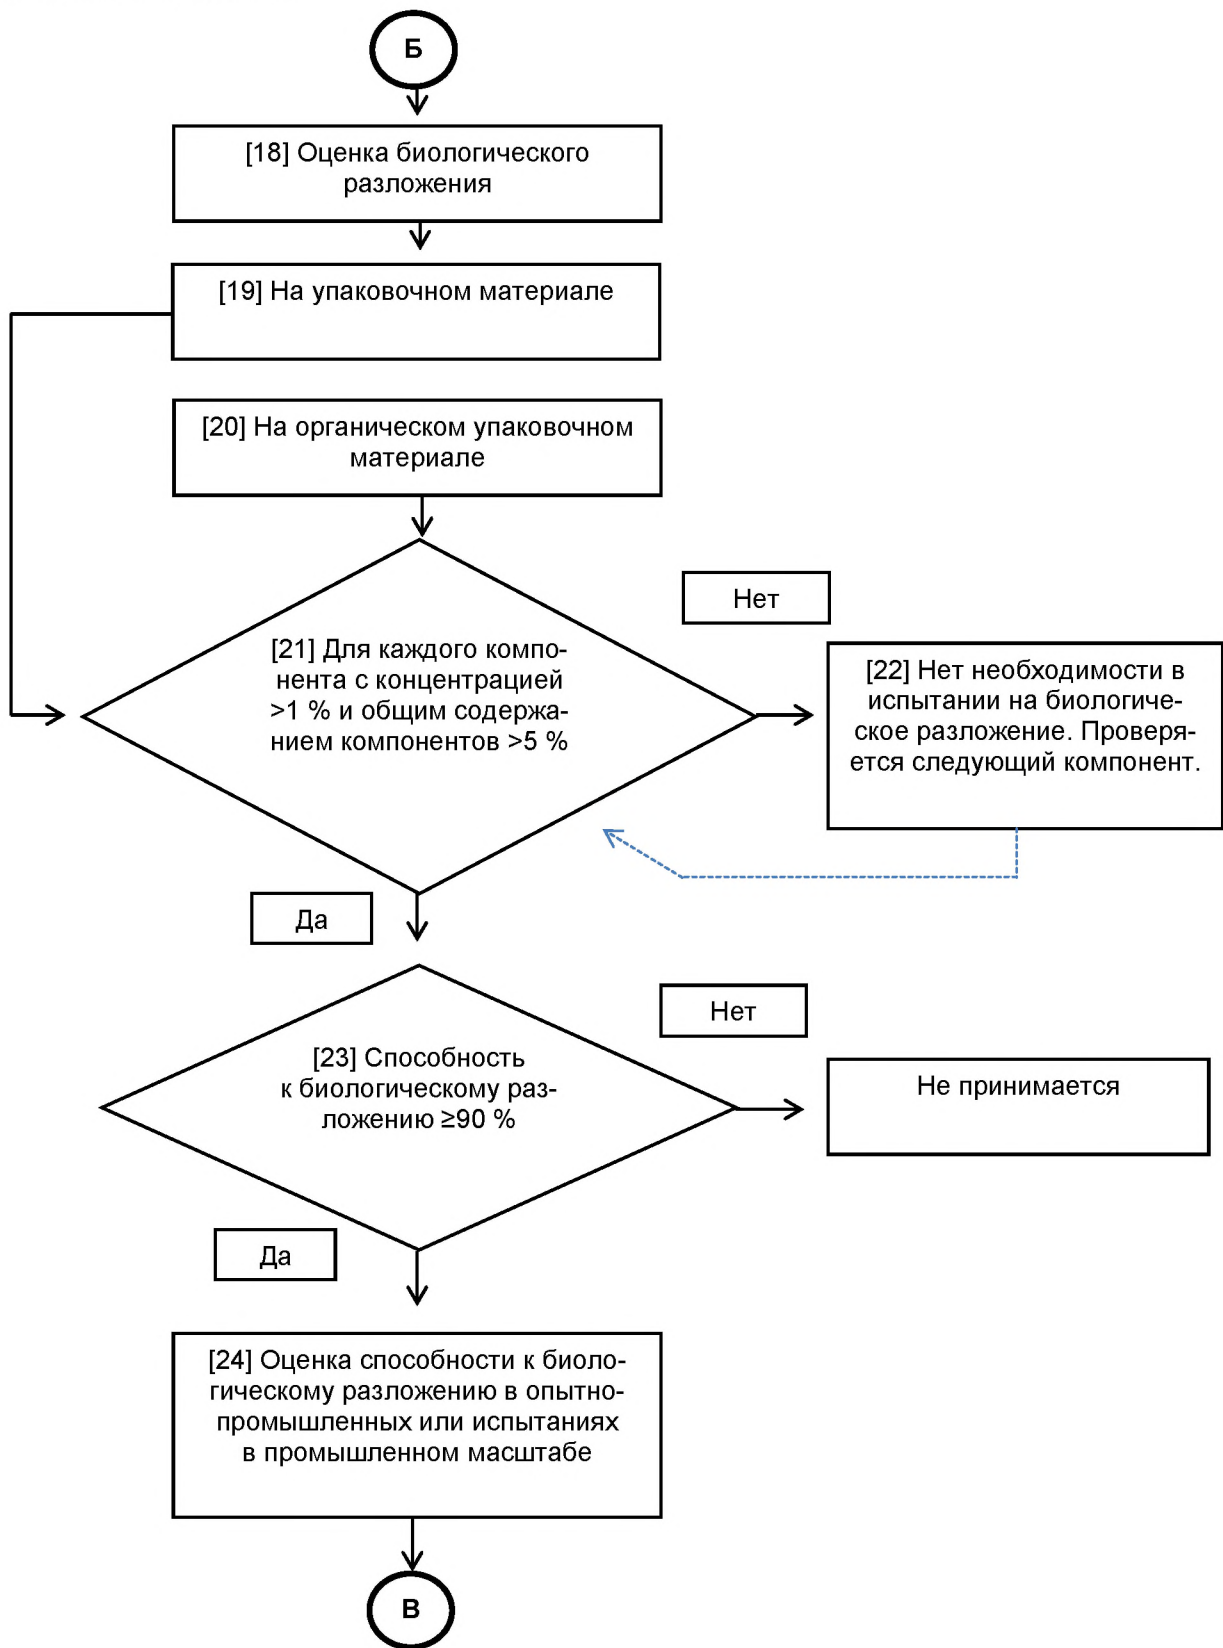 Б
[18] Оценка биологического
разложения
[19] На упаковочном материале
[20] На органическом упаковочном
материале
Нет
[21] Для каждого компо-
нента с концентрацией
>1 % и общим содержа-
нием компонентов >5 %
[22] Нет необходимости в
испытании на биологиче-
ское разложение. Проверя-
ется следующий компонент.
Да
Нет
[23] Способность
к биологическому раз-
ложению ≥90 %
Не принимается
Да
[24] Оценка способности к биоло-
гическому разложению в опытно-
промышленных или испытаниях
в промышленном масштабе
В